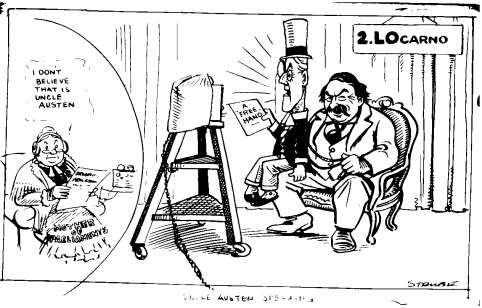 I DONT
BELIEVE
THAT IS
UNCLE
AUSTEN
A
FREE
HAND
2.LOCARNO
UNCLE AUSTEN SPEAKING
STRUBE